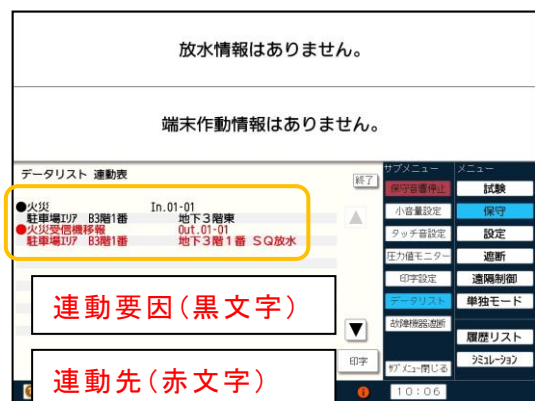 放水情報はありません。
端末作動情報はありません。
データリスト 連動表
終了
●火災 In.01-01
駐車場ｴﾘｱ B3階1番 地下3階東
●火災受信機移報 Out.01-01
駐車場ｴﾘｱ B3階1番 地下3階1番 SQ放水
連動要因(黒文字)
連動先(赤文字)
▲
▼
印字
サブメニュー
保守音響停止
小音量設定
タッチ音設定
圧力値モニター
印字設定
データリスト
故障機器遮断
ｻﾌﾞﾒﾆｭｰ閉じる
メニュー
試験
保守
設定
遮断
遠隔制御
単独モード
履歴リスト
ｼﾐｭﾚｰｼｮﾝ
10:06